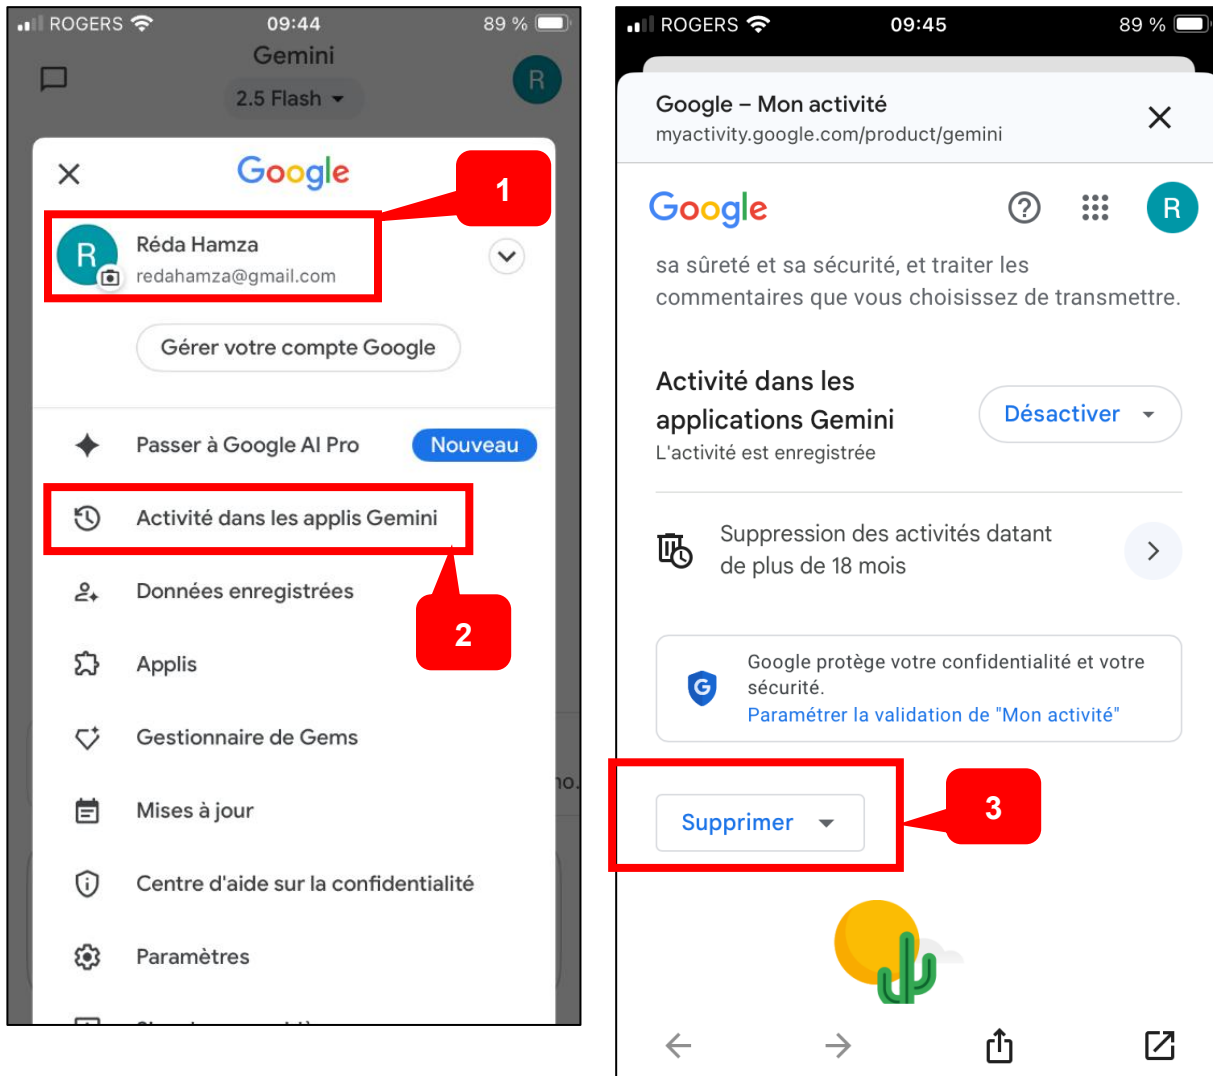 ROGERS 09:44 89 %
Gemini
R
2.5 Flash
Google
1
R
Réda Hamza
redahamza@gmail.com
Gérer votre compte Google
Passer à Google AI Pro Nouveau
Activité dans les applis Gemini
Données enregistrées
2
Applis
Gestionnaire de Gems
Mises à jour
Centre d'aide sur la confidentialité
Paramètres
ROGERS 09:45 89 %
Google – Mon activité
myactivity.google.com/product/gemini
Google R
sa sûreté et sa sécurité, et traiter les
commentaires que vous choisissez de transmettre.
Activité dans les
applications Gemini
Désactiver
L'activité est enregistrée
Suppression des activités datant
de plus de 18 mois
Google protège votre confidentialité et votre
sécurité.
G
Paramétrer la validation de "Mon activité"
Supprimer
3